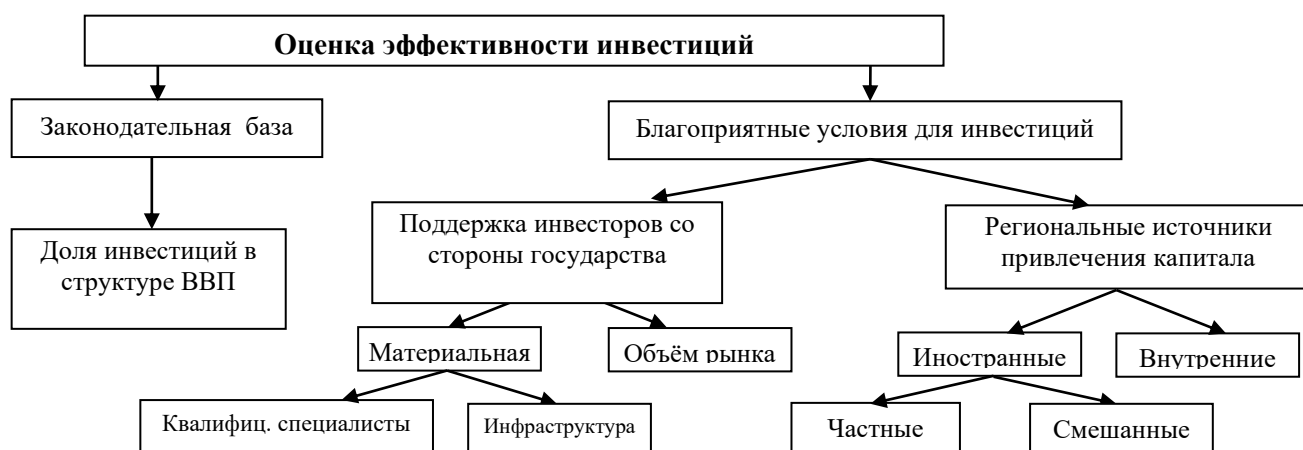 Оценка эффективности инвестиций
Законодательная база
Благоприятные условия для инвестиций
Доля инвестиций в
структуре ВВП
Поддержка инвесторов со
стороны государства
Региональные источники
привлечения капитала
Материальная
Объём рынка
Иностранные
Внутренние
Квалифиц. специалисты
Инфраструктура
Частные
Смешанные